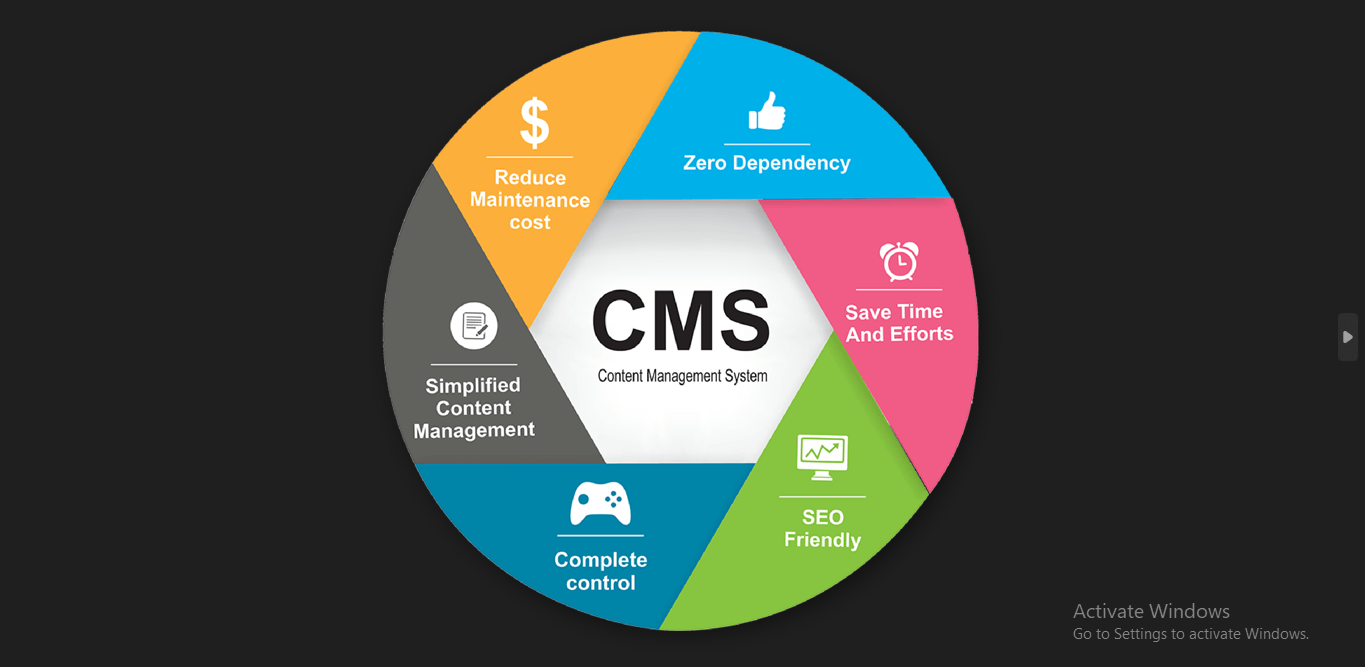 CMS
Content Management System
Zero Dependency
Save Time
And Efforts
SEO
Friendly
Complete
control
Simplified
Content
Management
$
Reduce
Maintenance
cost
Activate Windows
Go to Settings to activate Windows.